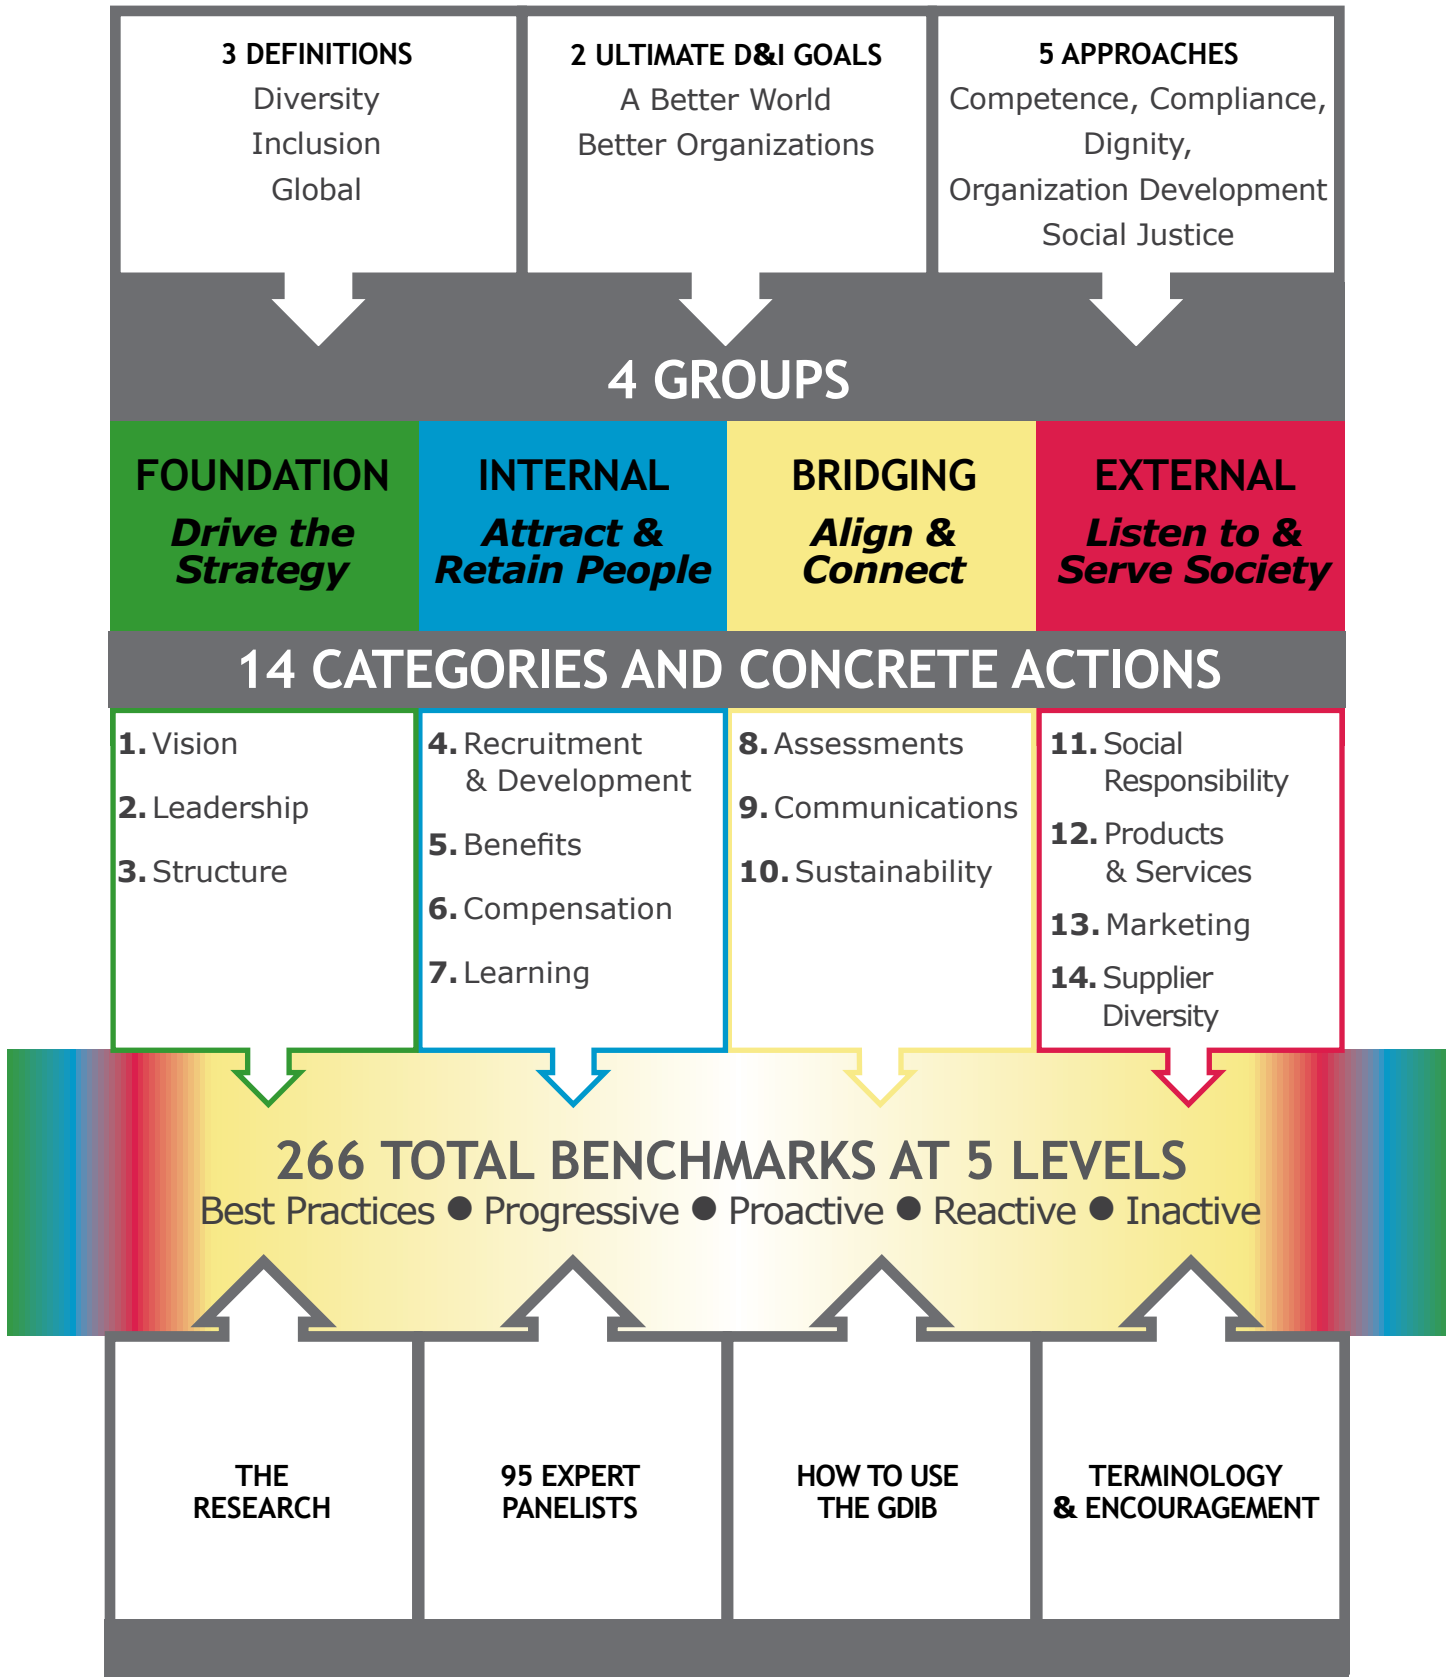 3 DEFINITIONS
Diversity
Inclusion
Global
2 ULTIMATE D&I GOALS
A Better World
Better Organizations
5 APPROACHES
Competence, Compliance,
Dignity,
Organization Development
Social Justice
4 GROUPS
FOUNDATION
Drive the
Strategy
INTERNAL
Attract &
Retain People
BRIDGING
Align &
Connect
EXTERNAL
Listen to &
Serve Society
14 CATEGORIES AND CONCRETE ACTIONS
1. Vision
2. Leadership
3. Structure
4. Recruitment
& Development
5. Benefits
6. Compensation
7. Learning
8. Assessments
9. Communications
10. Sustainability
11. Social
Responsibility
12. Products
& Services
13. Marketing
14. Supplier
Diversity
266 TOTAL BENCHMARKS AT 5 LEVELS
Best Practices ● Progressive ● Proactive ● Reactive ● Inactive
THE
RESEARCH
95 EXPERT
PANELISTS
HOW TO USE
THE GDIB
TERMINOLOGY
& ENCOURAGEMENT